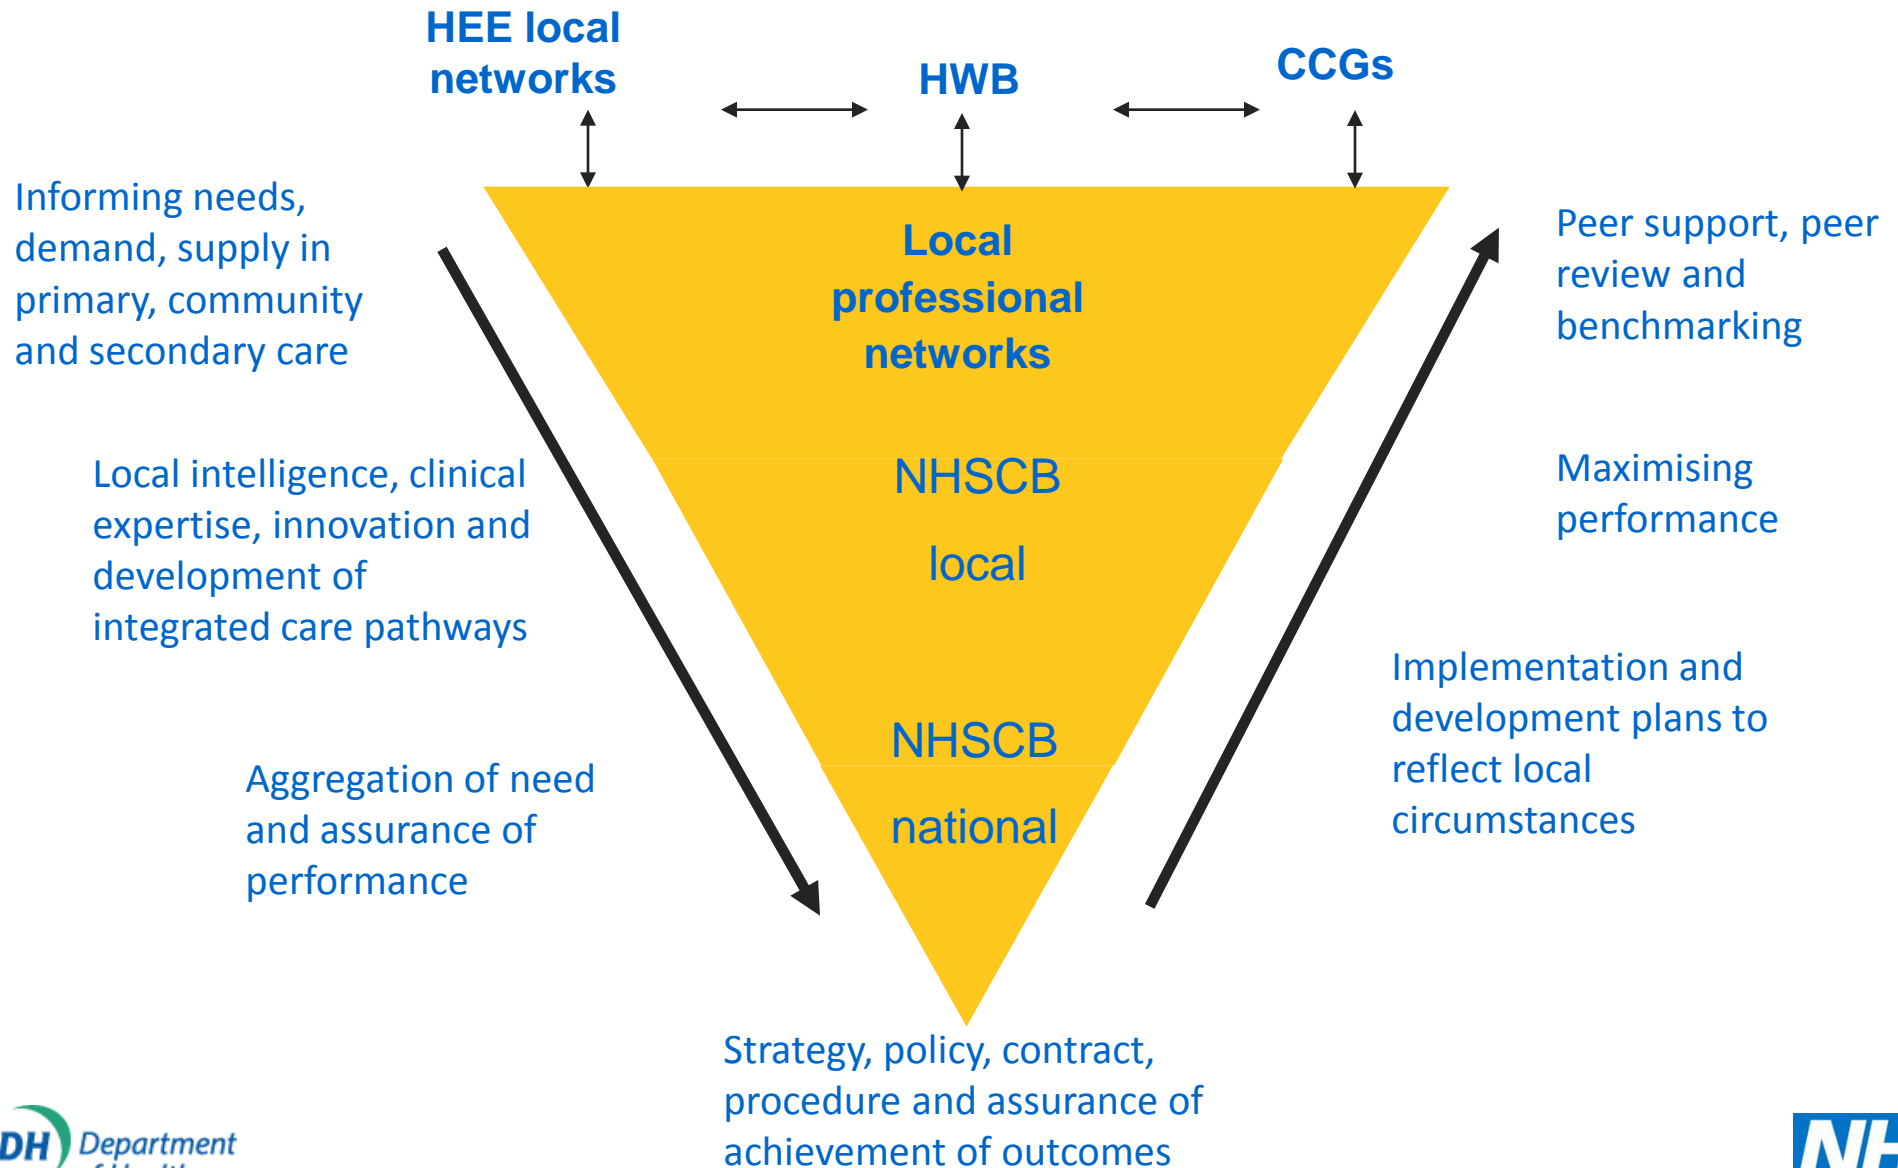 HEE local
networks
HWB
CCGs
Informing needs,
demand, supply in
primary, community
and secondary care
Local
professional
networks
Peer support, peer
review and
benchmarking
Local intelligence, clinical
expertise, innovation and
development of
integrated care pathways
NHSCB
local
Maximising
performance
Implementation and
development plans to
reflect local
circumstances
NHSCB
national
Aggregation of need
and assurance of
performance
Strategy, policy, contract,
procedure and assurance of
achievement of outcomes
DH Department
NH